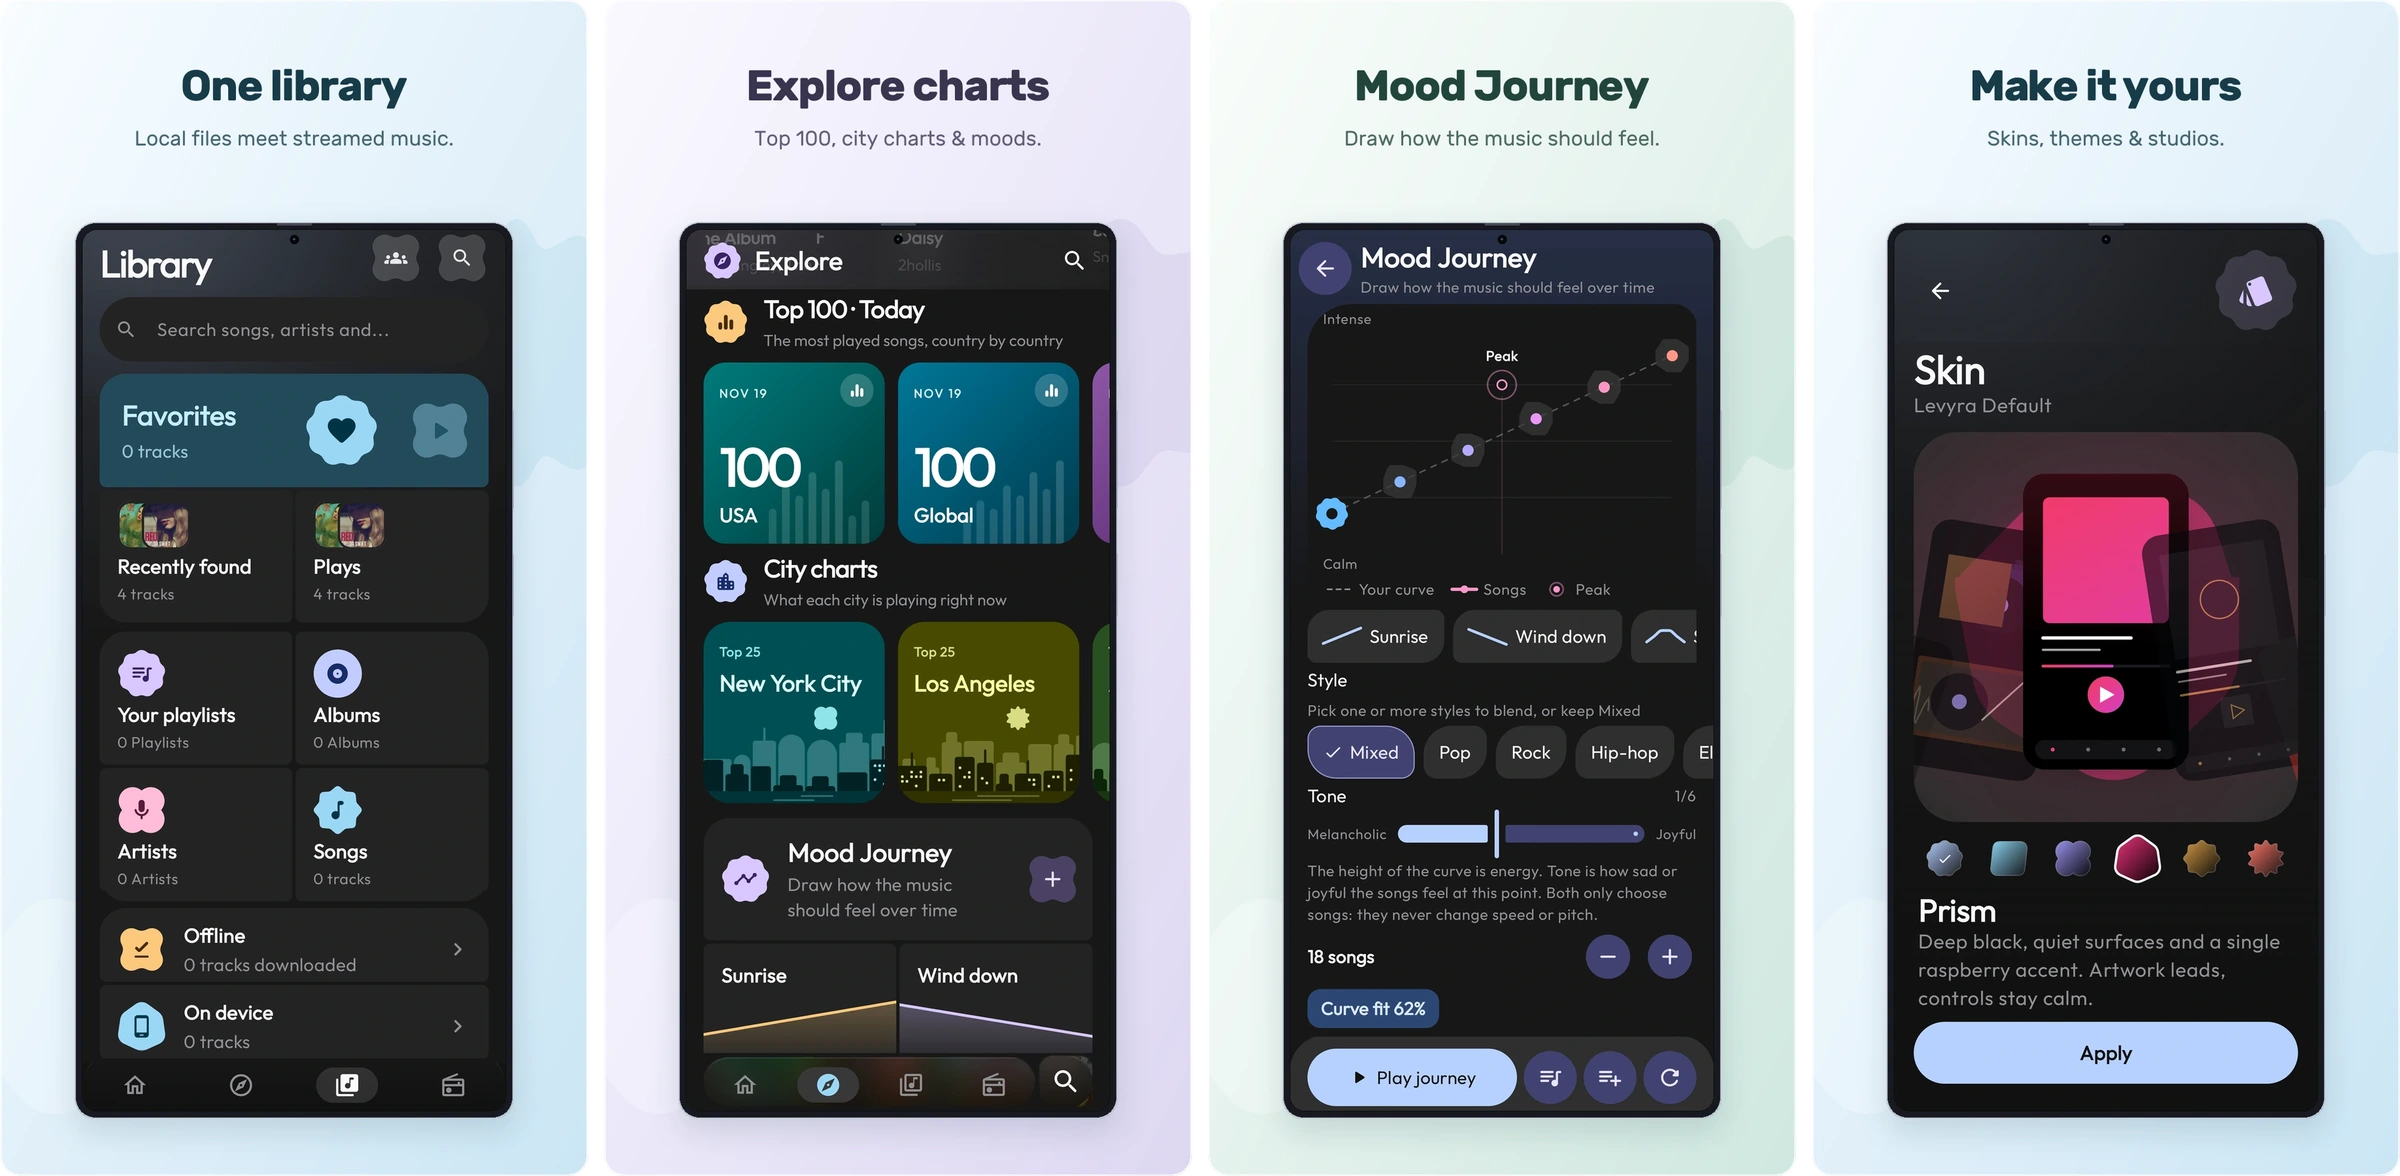 One library
Local files meet streamed music.
Library
Search songs, artists and...
Favorites
0 tracks
Recently found
4 tracks
Plays
4 tracks
Your playlists
0 Playlists
Albums
0 Albums
Artists
0 Artists
Songs
0 tracks
Offline
0 tracks downloaded
On device
0 tracks
Explore charts
Top 100, city charts & moods.
Album
Daisy
2hollis
Explore
Top 100 · Today
The most played songs, country by country
NOV 19
100
USA
NOV 19
100
Global
City charts
What each city is playing right now
Top 25
New York City
Top 25
Los Angeles
Mood Journey
Draw how the music
should feel over time
Sunrise
Wind down
Mood Journey
Draw how the music should feel.
Mood Journey
Draw how the music should feel over time
Intense
Peak
Calm
Your curve
Songs
Peak
Sunrise
Wind down
Style
Pick one or more styles to blend, or keep Mixed
Mixed
Pop
Rock
Hip-hop
El
Tone
1/6
Melancholic
Joyful
The height of the curve is energy. Tone is how sad or
joyful the songs feel at this point. Both only choose
songs: they never change speed or pitch.
18 songs
Curve fit 62%
Play journey
Make it yours
Skins, themes & studios.
Skin
Levyra Default
Prism
Deep black, quiet surfaces and a single
raspberry accent. Artwork leads,
controls stay calm.
Apply